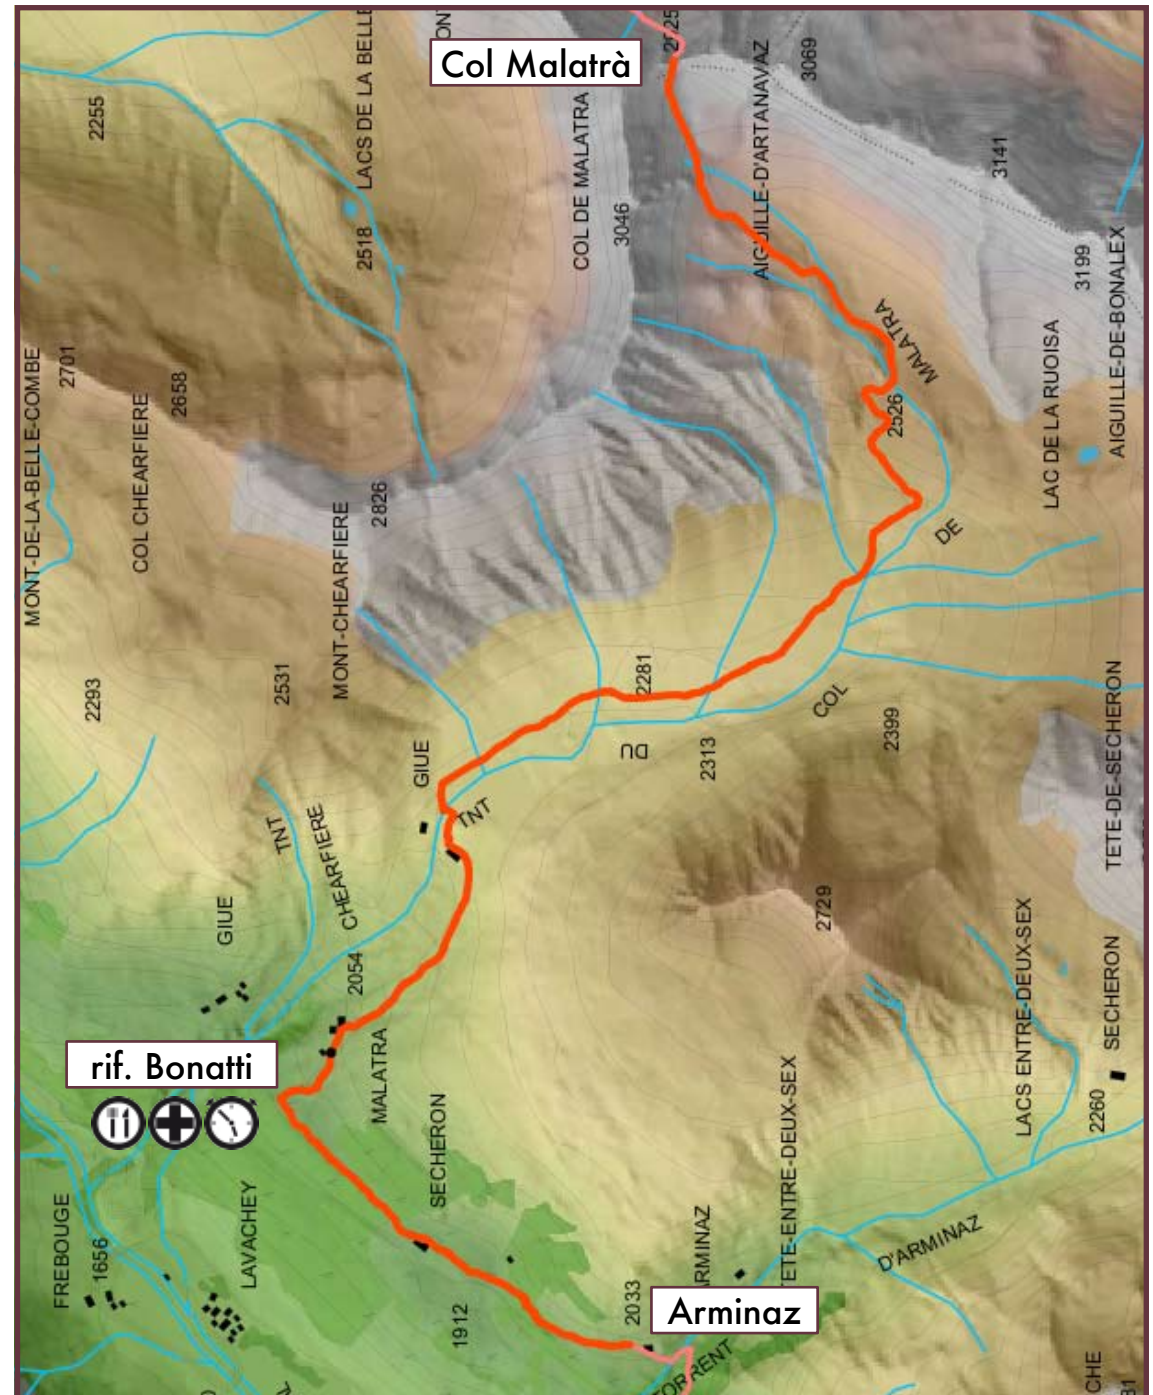 Col Malatrà
2925
3069
AIGUILLE-D'ARTANAVAZ
2255
LACS DE LA BELLE
2518
COL DE MALATRA
3046
3141
3199
AIGUILLE-DE-BONALEX
MONT-DE-LA-BELLE-COMBE
2701
2658
COL CHEARFIERE
MALATRA
2526
LAC DE LA RUOISA
2826
MONT-CHEARFIERE
DE
2293
2531
2281
COL
2399
TETE-DE-SECHERON
GIUE
2313
TNT
TNT
CHEARFIERE
2729
GIUE
2054
LACS ENTRE-DEUX-SEX
SECHERON
rif. Bonatti
MALATRA
SECHERON
2260
TETE-ENTRE-DEUX-SEX
FREBOUGE
1656
LAVACHEY
ARMINAZ
D'ARMINAZ
1912
2033
Arminaz
TORRENT
CHE
81